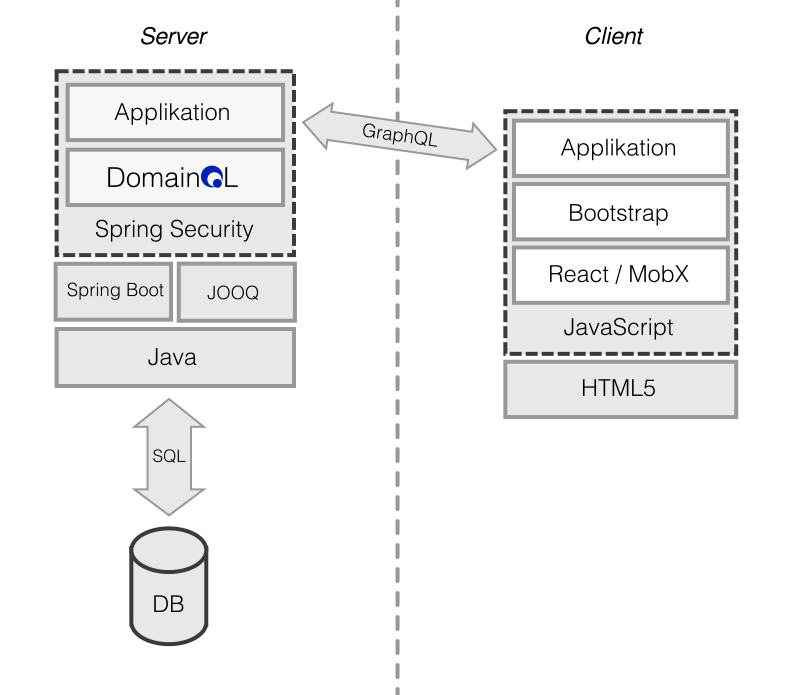 Server
Applikation
DomainQL
Spring Security
Spring Boot
JOOQ
Java
SQL
DB
GraphQL
Client
Applikation
Bootstrap
React / MobX
JavaScript
HTML5